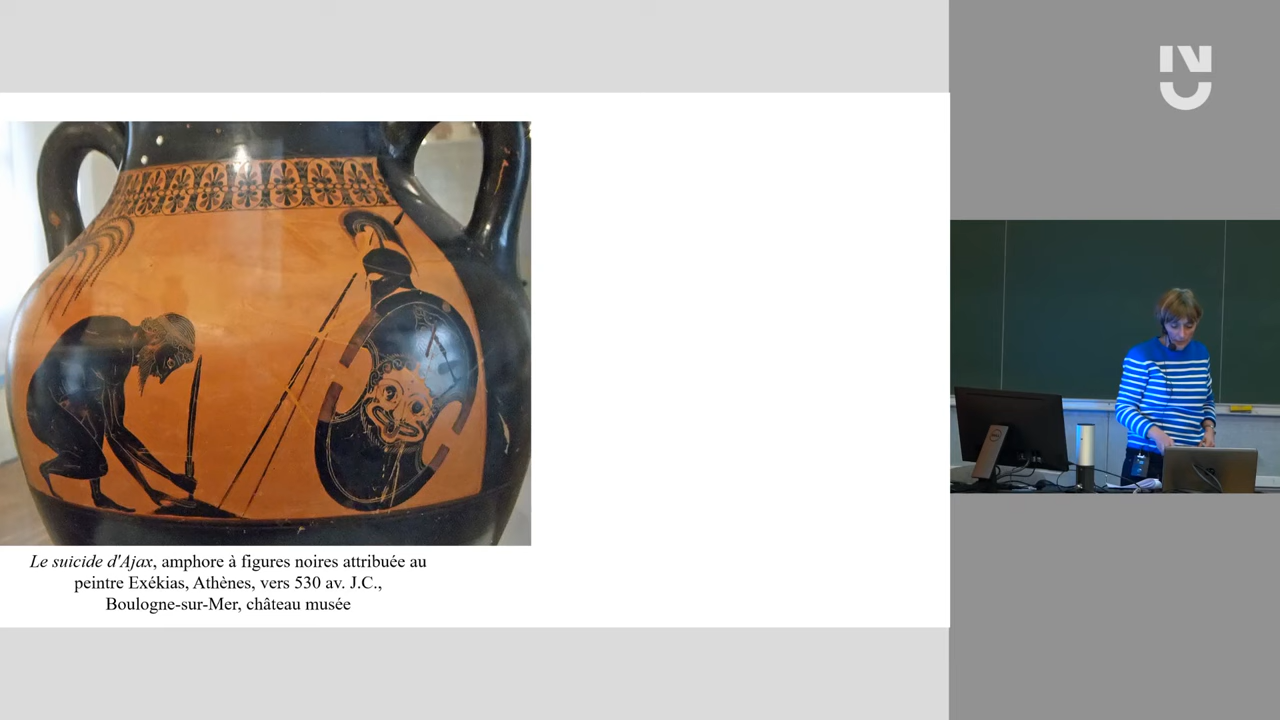 Le suicide d'Ajax, amphore à figures noires attribuée au
peintre Exékias, Athènes, vers 530 av. J.C.,
Boulogne-sur-Mer, château musée